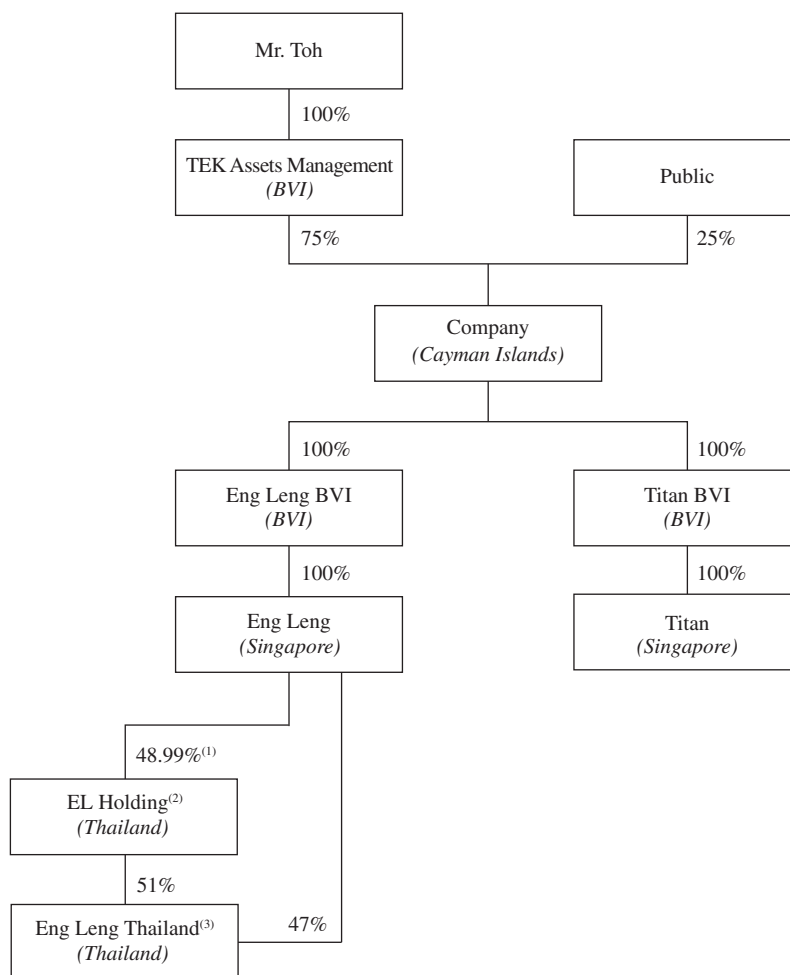 Mr. Toh
100%
TEK Assets Management
(BVI)
Public
75%
25%
Company
(Cayman Islands)
100%
100%
Eng Leng BVI
(BVI)
Titan BVI
(BVI)
100%
100%
Eng Leng
(Singapore)
Titan
(Singapore)
48.99%(1)
EL Holding(2)
(Thailand)
51%
47%
Eng Leng Thailand(3)
(Thailand)